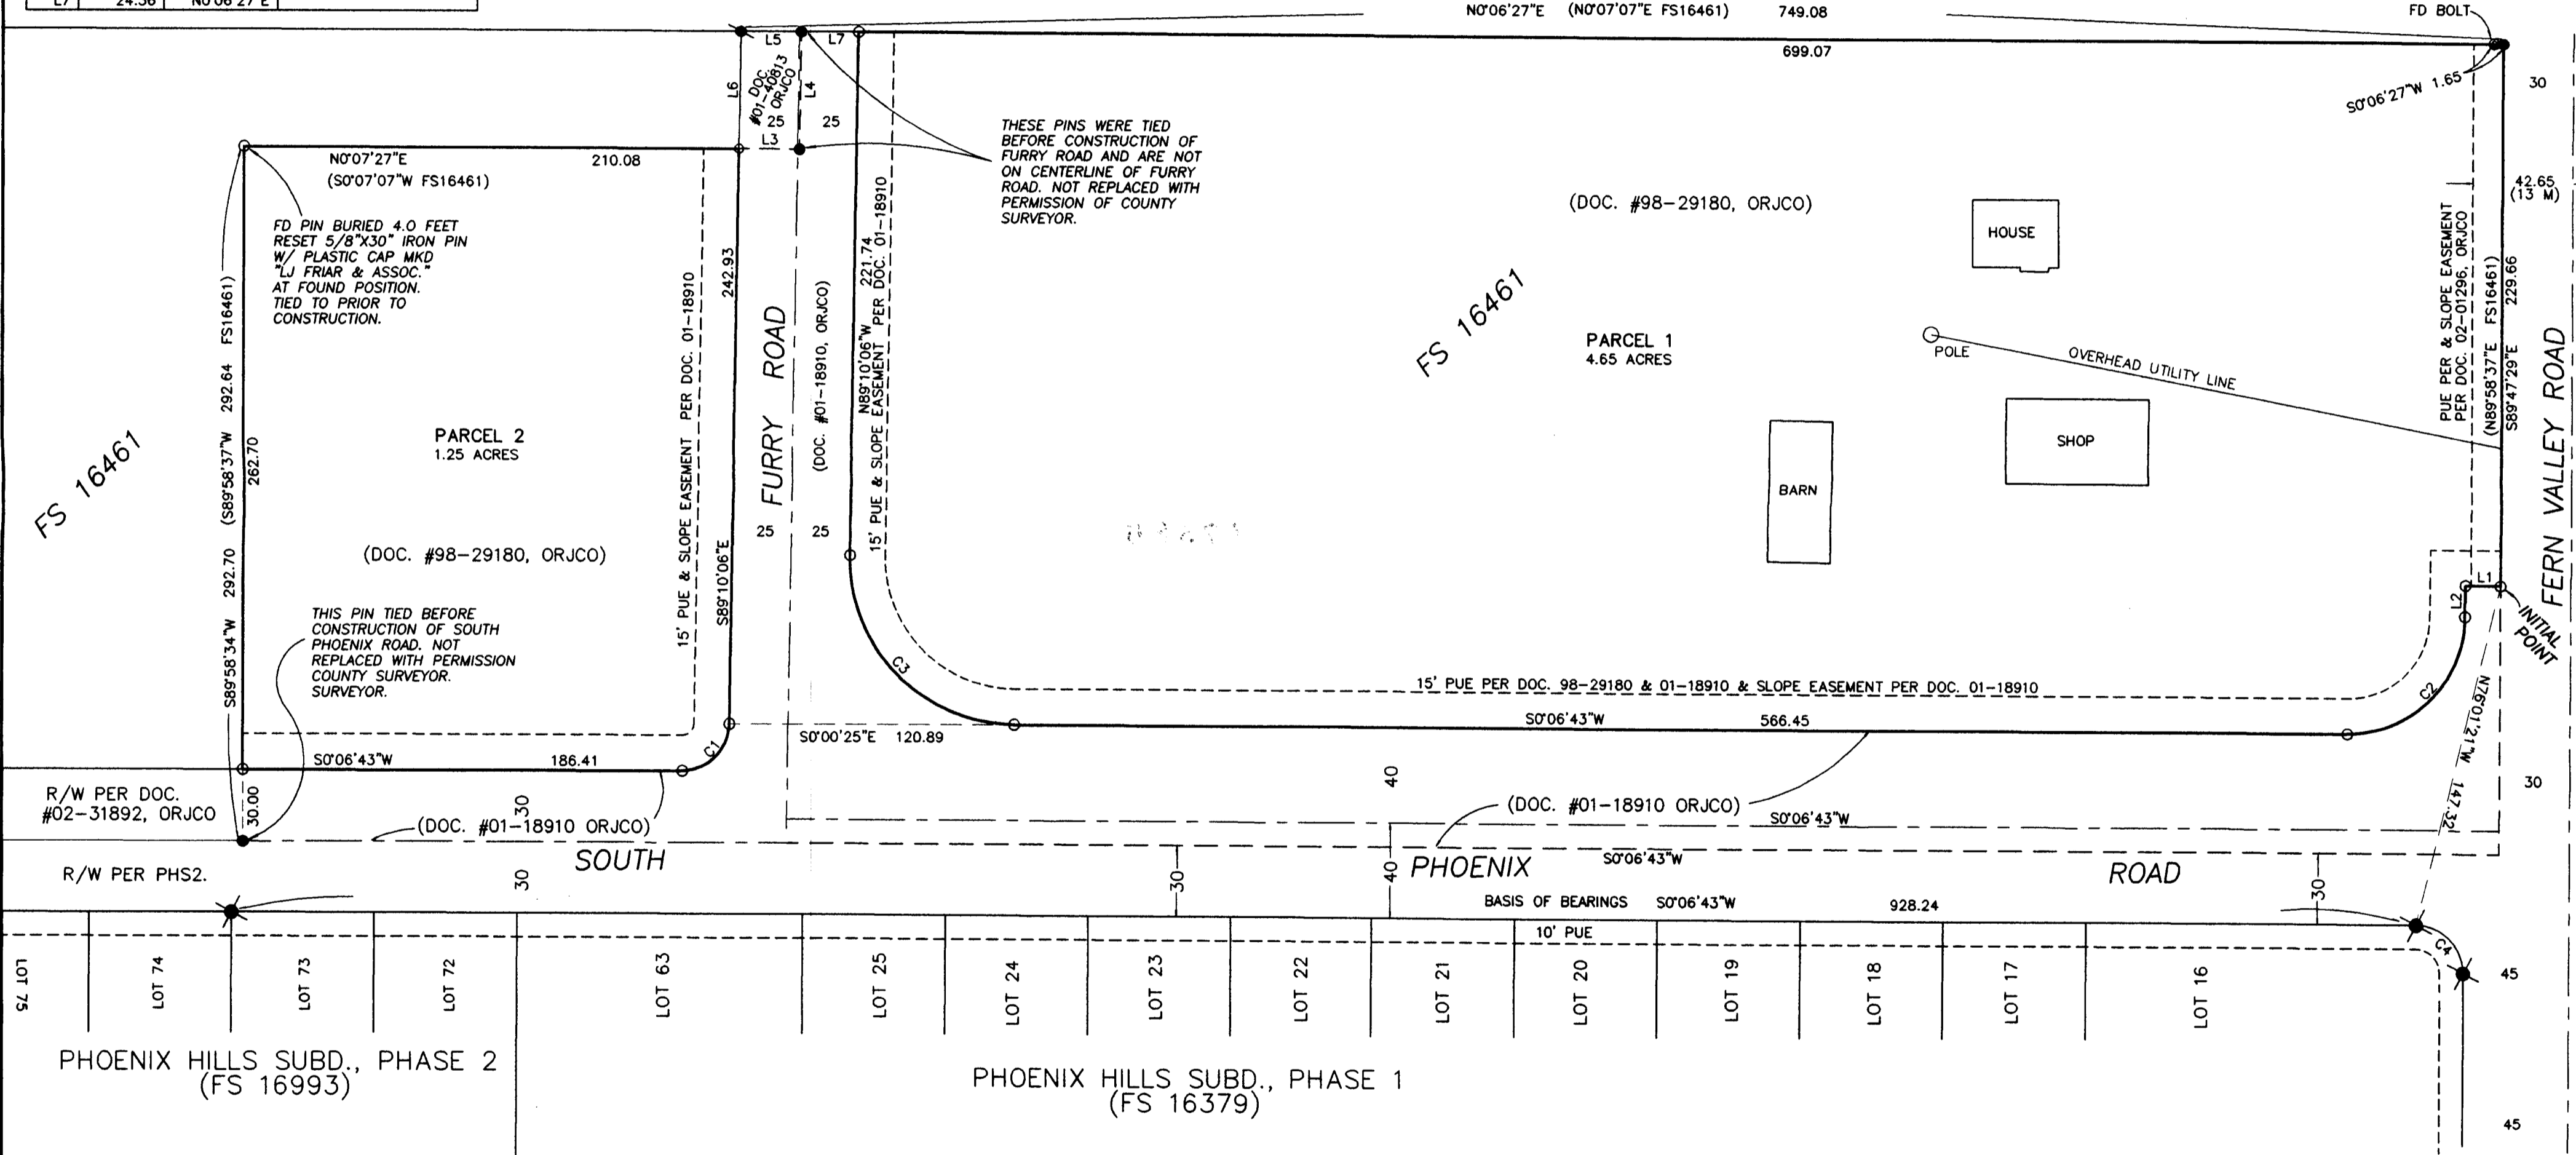 L7 24.36 N0°06'27"E
N0°06'27"E (N0°07'07"E FS16461) 749.08
FD BOLT
L5
L7
699.07
S0°06'27"W 1.65
30
DOC.
#01-40813
ORJCO
L6
L4
25
25
L3
THESE PINS WERE TIED
BEFORE CONSTRUCTION OF
FURRY ROAD AND ARE NOT
ON CENTERLINE OF FURRY
ROAD. NOT REPLACED WITH
PERMISSION OF COUNTY
SURVEYOR.
N0°07'27"E 210.08
(S0°07'07"W FS16461)
FD PIN BURIED 4.0 FEET
RESET 5/8"X30" IRON PIN
W/ PLASTIC CAP MKD
"LJ FRIAR & ASSOC."
AT FOUND POSITION.
TIED TO PRIOR TO
CONSTRUCTION.
(DOC. #98-29180, ORJCO)
HOUSE
42.65
(13 M)
PUE PER & SLOPE EASEMENT
PER DOC. 02-01296, ORJCO
(N89°58'37"E FS16461)
S89°47'29"E 229.66
FERN VALLEY ROAD
FS 16461
PARCEL 1
4.65 ACRES
POLE
OVERHEAD UTILITY LINE
SHOP
BARN
S89°58'34"W 292.70 (S89°58'37"W 292.64 FS16461)
262.70
FS 16461
PARCEL 2
1.25 ACRES
(DOC. #98-29180, ORJCO)
15' PUE & SLOPE EASEMENT PER DOC. 01-18910
S89°10'06"E 242.93
FURRY ROAD
25
25
(DOC. #01-18910, ORJCO)
N89°10'06"W 221.74
15' PUE & SLOPE EASEMENT PER DOC. 01-18910
THIS PIN TIED BEFORE
CONSTRUCTION OF SOUTH
PHOENIX ROAD. NOT
REPLACED WITH PERMISSION
COUNTY SURVEYOR.
SURVEYOR.
L1
L2
INITIAL
POINT
C3
C2
C1
15' PUE PER DOC. 98-29180 & 01-18910 & SLOPE EASEMENT PER DOC. 01-18910
S0°06'43"W 566.45
S0°00'25"E 120.89
N76°01'21"W 147.32
S0°06'43"W 186.41
R/W PER DOC.
#02-31892, ORJCO
30.00
30
(DOC. #01-18910 ORJCO)
40
(DOC. #01-18910 ORJCO)
S0°06'43"W
30
SOUTH PHOENIX ROAD
S0°06'43"W
R/W PER PHS2.
30
30
40
30
BASIS OF BEARINGS S0°06'43"W 928.24
10' PUE
C4
45
LOT 75
LOT 74
LOT 73
LOT 72
LOT 63
LOT 25
LOT 24
LOT 23
LOT 22
LOT 21
LOT 20
LOT 19
LOT 18
LOT 17
LOT 16
PHOENIX HILLS SUBD., PHASE 2
(FS 16993)
PHOENIX HILLS SUBD., PHASE 1
(FS 16379)
45